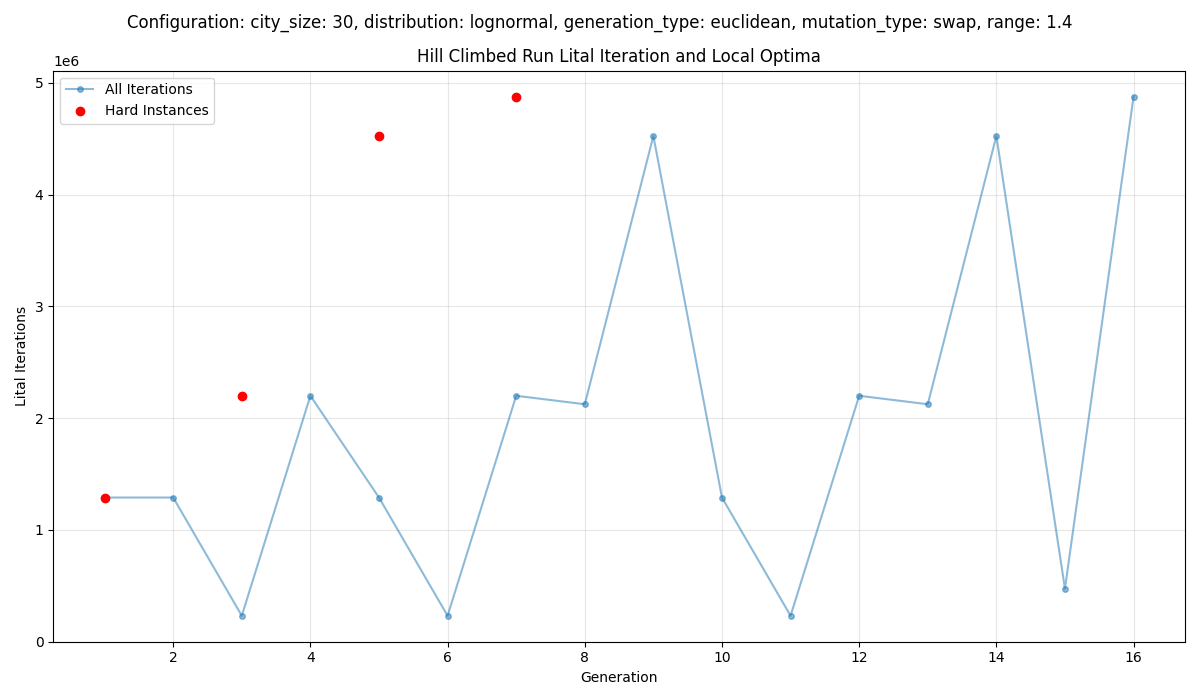 Configuration: city_size: 30, distribution: lognormal, generation_type: euclidean, mutation_type: swap, range: 1.4
Hill Climbed Run Lital Iteration and Local Optima
1e6
All Iterations
Hard Instances
5
4
3
2
1
0
Lital Iterations
2 4 6 8 10 12 14 16
Generation